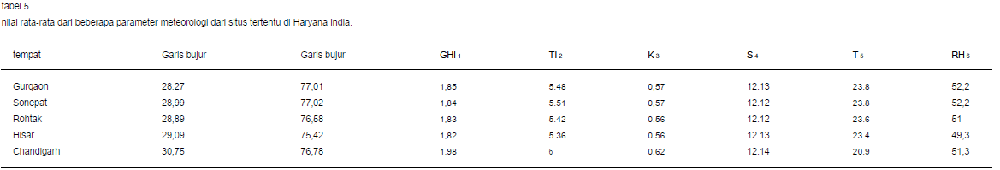 tabel 5
nilai rata-rata dari beberapa parameter meteorologi dari situs tertentu di Haryana India.
tempat Garis bujur Garis bujur GHI 1 TI 2 K 3 S 4 T 5 RH 6
Gurgaon 28.27 77,01 1,85 5.48 0,57 12.13 23.8 52,2
Sonepat 28,99 77,02 1,84 5.51 0,57 12.12 23.8 52,2
Rohtak 28,89 76,58 1,83 5.42 0.56 12.12 23.6 51
Hisar 29,09 75,42 1,82 5.36 0.56 12.13 23.4 49,3
Chandigarh 30,75 76,78 1,98 6 0.62 12.14 20,9 51,3